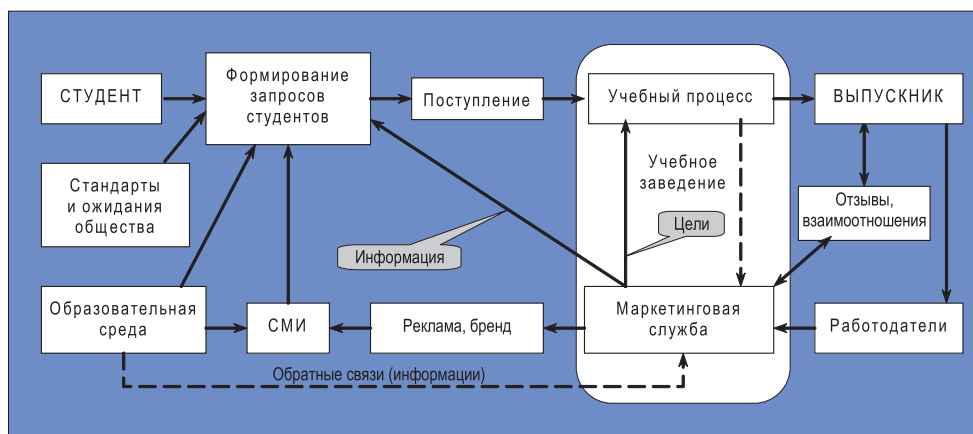 СТУДЕНТ
Формирование
запросов
студентов
Поступление
Учебный процесс
ВЫПУСКНИК
Стандарты
и ожидания
общества
Учебное
заведение
Отзывы,
взаимоотношения
Информация
Цели
Образовательная
среда
СМИ
Реклама, бренд
Маркетинговая
служба
Работодатели
Обратные связи (информации)